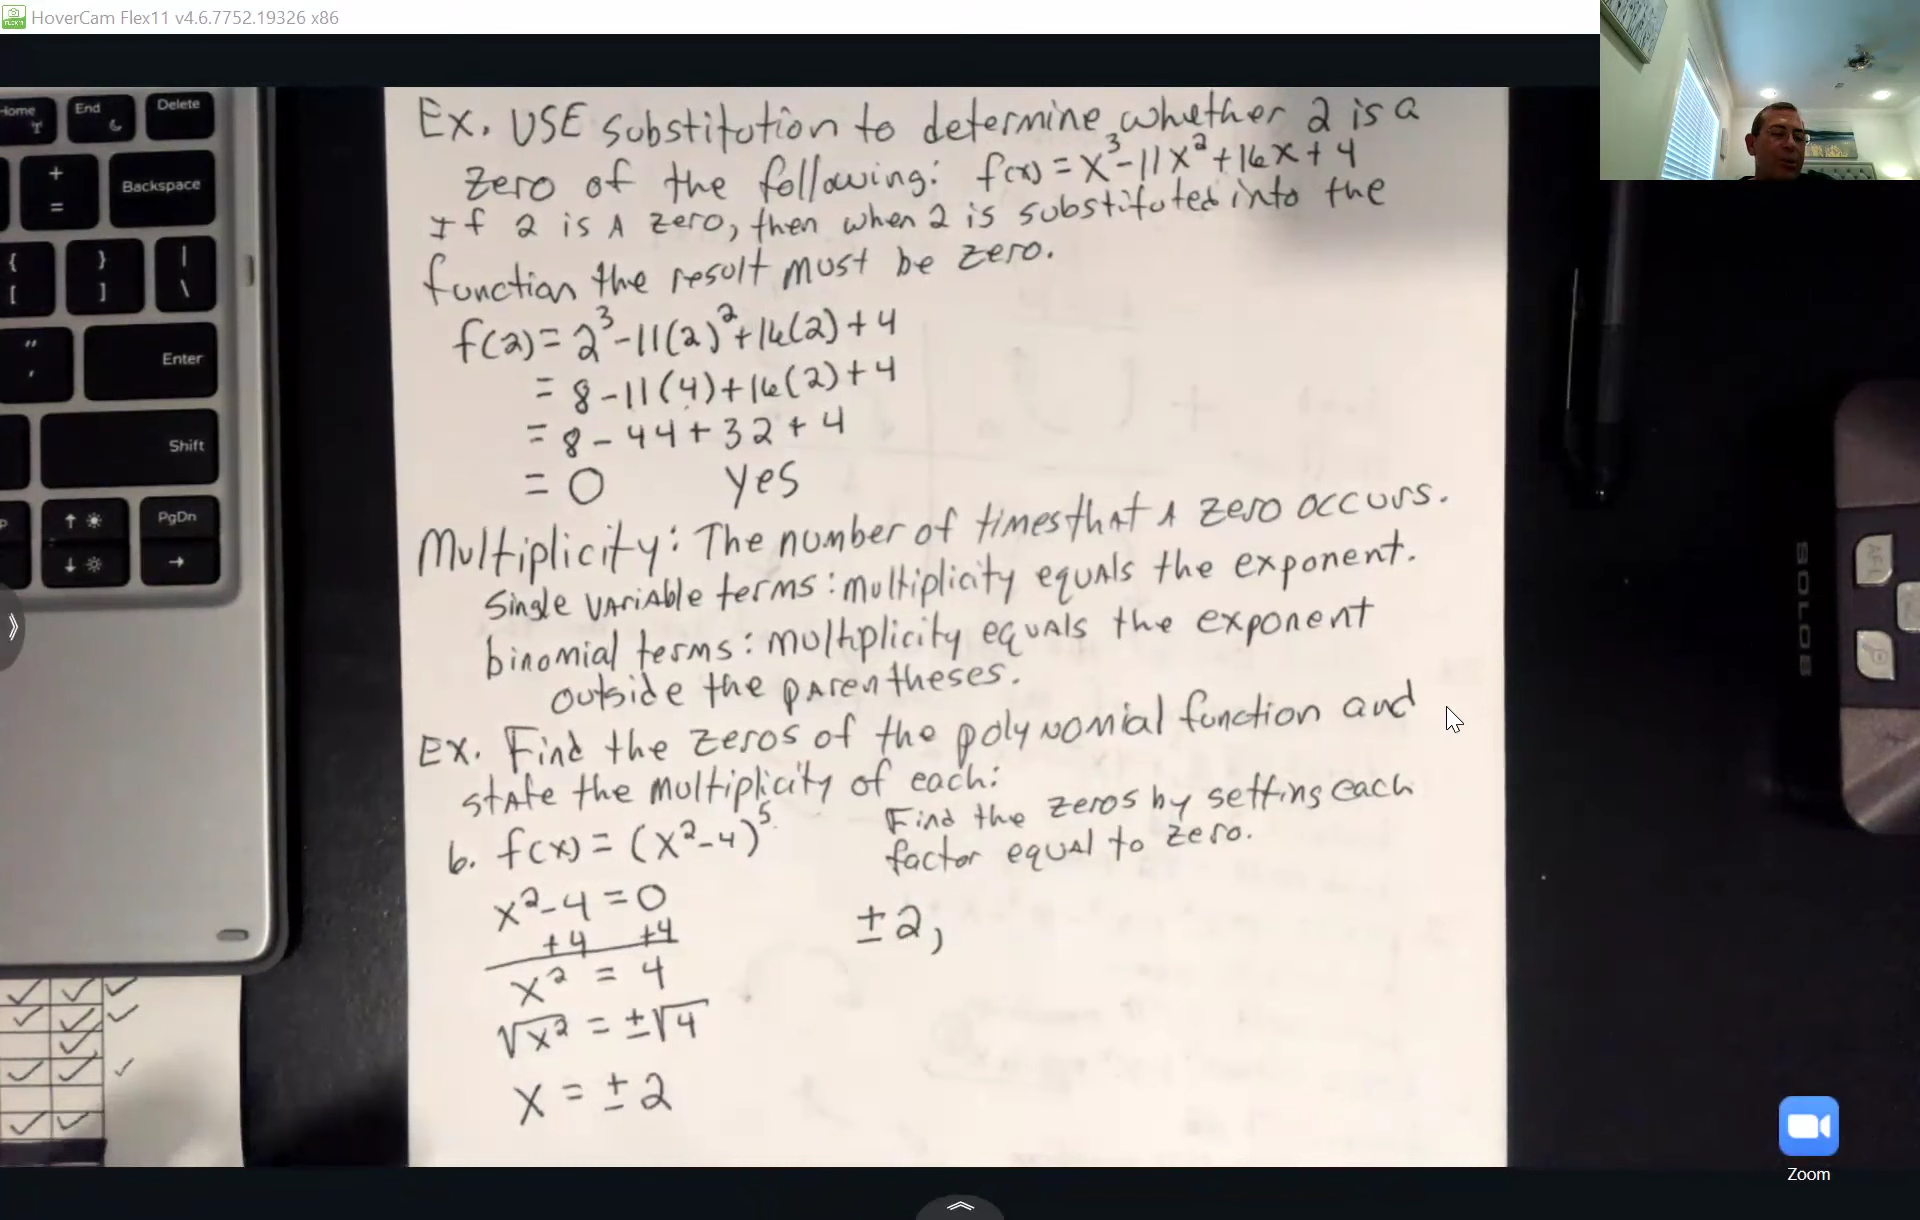 HoverCam Flex11 v4.6.7752.19326 x86
Home End Delete
+ = Backspace
{ [ } ] | \
" ' Enter
Shift
PgDn
Ex. USE substitution to determine whether 2 is a
zero of the following: f(x) = x³-11x²+16x+4
If 2 is A zero, then when 2 is substituted into the
function the result must be zero.
f(2) = 2³-11(2)²+16(2)+4
= 8-11(4)+16(2)+4
= 8-44+32+4
= 0 yes
Multiplicity: The number of times that A zero occurs.
Single variable terms: multiplicity equals the exponent.
binomial terms: multiplicity equals the exponent
outside the parentheses.
Ex. Find the zeros of the polynomial function and
state the multiplicity of each:
Find the zeros by setting each
factor equal to zero.
6. f(x) = (x²-4)⁵
x²-4 = 0
+4 +4
x² = 4
√x² = ±√4
x = ±2
±2,
SOLO8
AF
Zoom